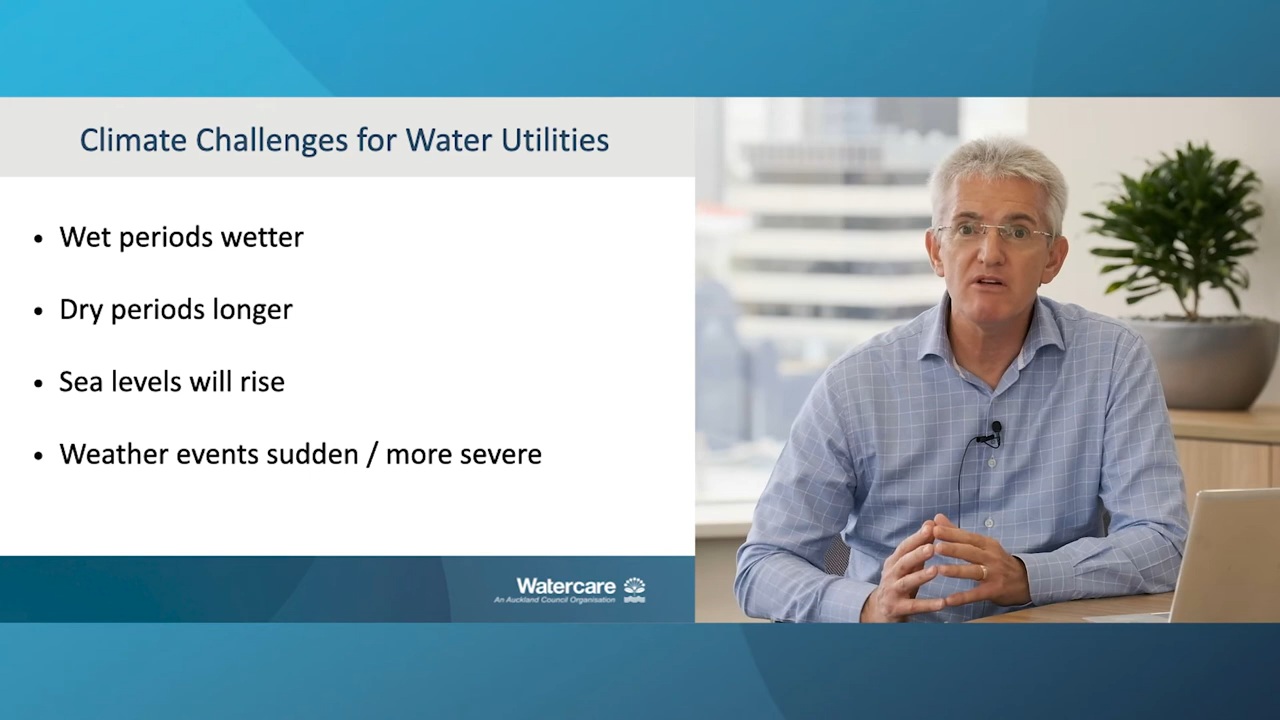 Climate Challenges for Water Utilities
• Wet periods wetter
• Dry periods longer
• Sea levels will rise
• Weather events sudden / more severe
Watercare
An Auckland Council Organisation